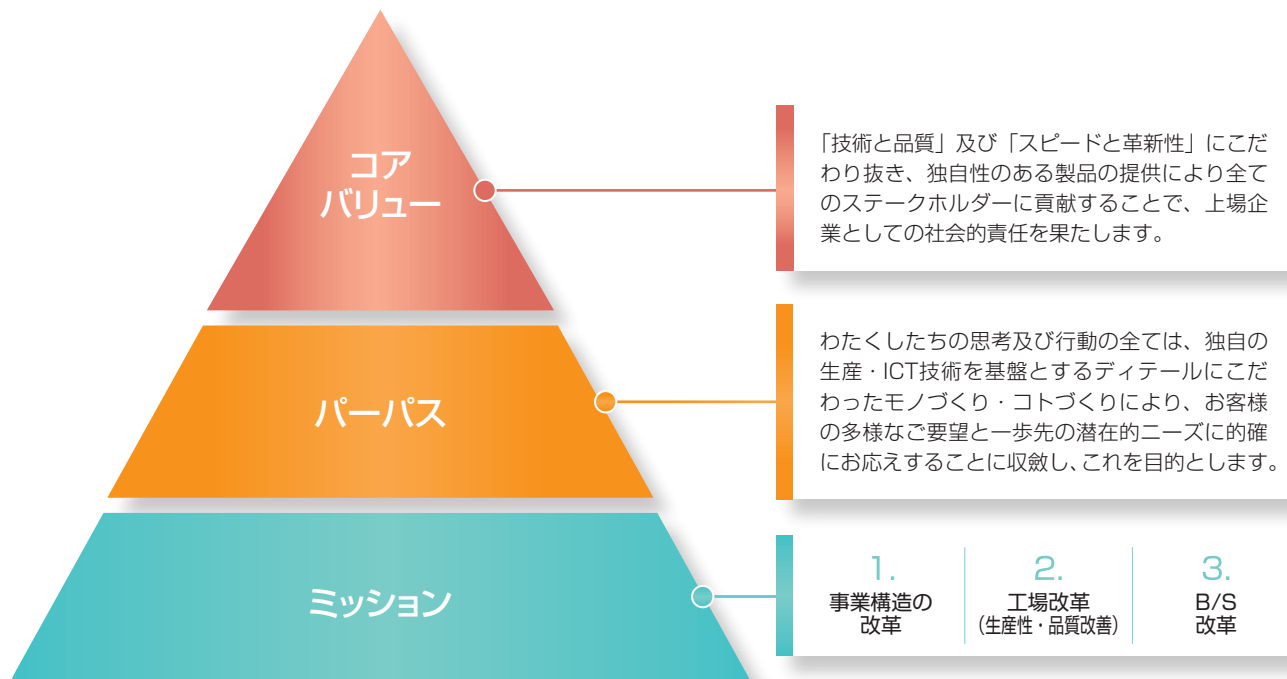 コア
バリュー
「技術と品質」及び「スピードと革新性」にこだ
わり抜き、独自性のある製品の提供により全て
のステークホルダーに貢献することで、上場企
業としての社会的責任を果たします。
パーパス
わたくしたちの思考及び行動の全ては、独自の
生産・ICT技術を基盤とするディテールにこだ
わったモノづくり・コトづくりにより、お客様
の多様なご要望と一歩先の潜在的ニーズに的確
にお応えすることに収斂し、これを目的とします。
ミッション
1.
事業構造の
改革
2.
工場改革
（生産性・品質改善）
3.
B/S
改革